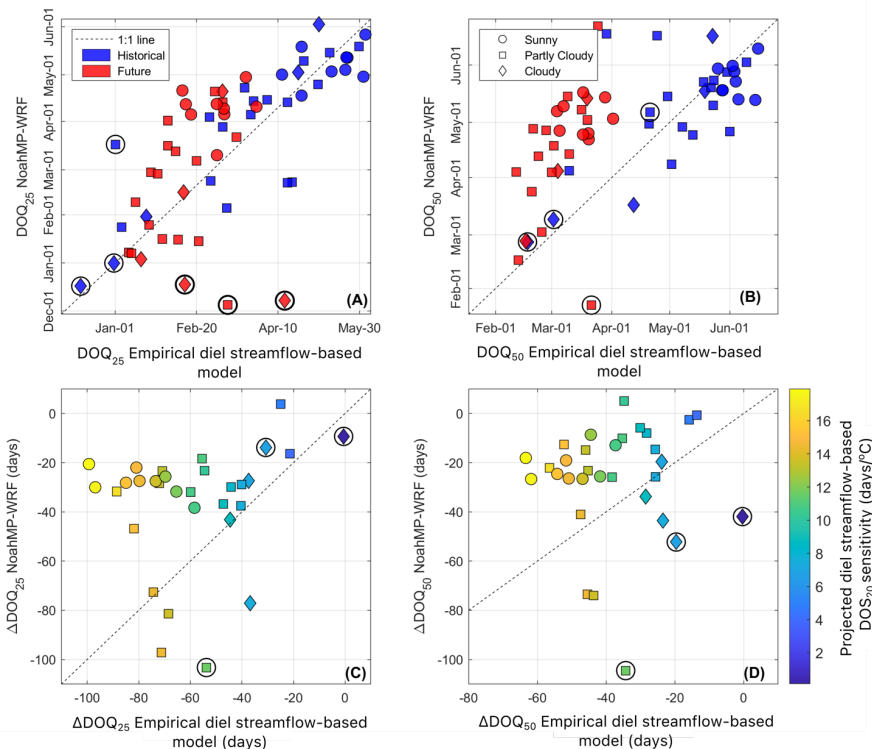 Jun-01
May-01
Apr-01
Mar-01
Feb-01
Jan-01
Dec-01
DOQ25 NoahMP-WRF
1:1 line
Historical
Future
(A)
Jan-01 Feb-20 Apr-10 May-30
DOQ25 Empirical diel streamflow-based
model
Jun-01
May-01
Apr-01
Mar-01
Feb-01
DOQ50 NoahMP-WRF
Sunny
Partly Cloudy
Cloudy
(B)
Feb-01 Mar-01 Apr-01 May-01 Jun-01
DOQ50 Empirical diel streamflow-based
model
0
-20
-40
-60
-80
-100
ΔDOQ25 NoahMP-WRF (days)
(C)
-100 -80 -60 -40 -20 0
ΔDOQ25 Empirical diel streamflow-based
model (days)
0
-20
-40
-60
-80
-100
ΔDOQ50 NoahMP-WRF (days)
(D)
-80 -60 -40 -20 0
ΔDOQ50 Empirical diel streamflow-based
model (days)
16
14
12
10
8
6
4
2
Projected diel streamflow-based
DOS20 sensitivity (days/ºC)